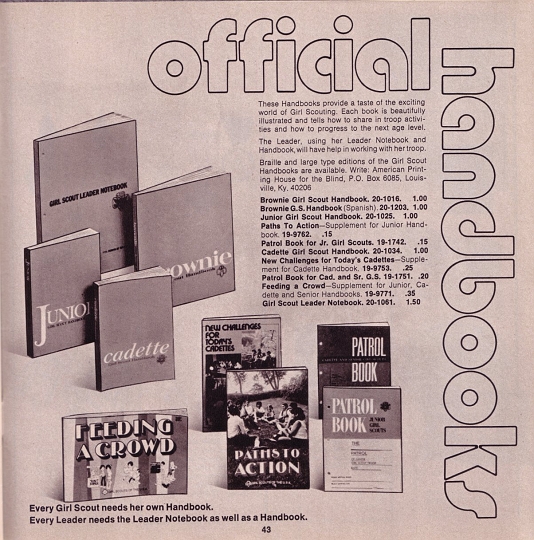 official
handbooks
These Handbooks provide a taste of the exciting
world of Girl Scouting. Each book is beautifully
illustrated and tells how to share in troop activi-
ties and how to progress to the next age level.
The Leader, using her Leader Notebook and
Handbook, will have help in working with her troop.
Braille and large type editions of the Girl Scout
Handbooks are available. Write: American Print-
ing House for the Blind, P.O. Box 6085, Louis-
ville, Ky. 40206
Brownie Girl Scout Handbook. 20-1016. 1.00
Brownie G.S. Handbook (Spanish). 20-1203. 1.00
Junior Girl Scout Handbook. 20-1025. 1.00
Paths To Action—Supplement for Junior Hand-
book. 19-9762. .15
Patrol Book for Jr. Girl Scouts. 19-1742. .15
Cadette Girl Scout Handbook. 20-1034. 1.00
New Challenges for Today's Cadettes—Supple-
ment for Cadette Handbook. 19-9753. .25
Patrol Book for Cad. and Sr. G.S. 19-1751. .20
Feeding a Crowd—Supplement for Junior, Ca-
dette and Senior Handbooks. 19-9771. .35
Girl Scout Leader Notebook. 20-1061. 1.50
GIRL SCOUT LEADER NOTEBOOK
ownie
JUNIO
cadette
NEW CHALLENGES
FOR
TODAY'S
CADETTES
PATROL
BOOK
PATROL
BOOK
JUNIOR
GIRL
SCOUTS
THE
PATROL
FEEDING
A CROWD
PATHS TO
ACTION
Every Girl Scout needs her own Handbook.
Every Leader needs the Leader Notebook as well as a Handbook.
43